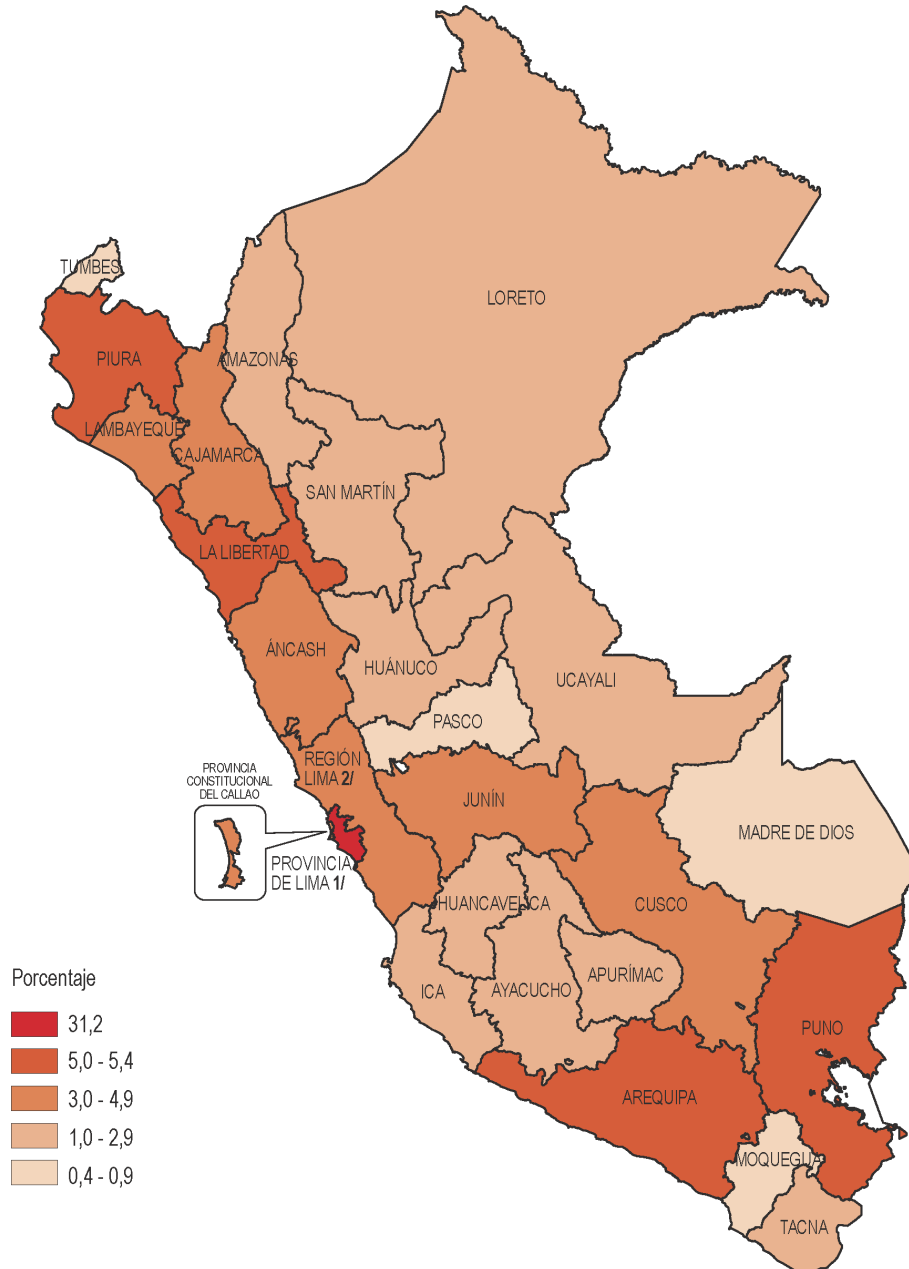 TUMBES
LORETO
PIURA
AMAZONAS
LAMBAYEQUE
CAJAMARCA
SAN MARTÍN
LA LIBERTAD
ÁNCASH
HUÁNUCO
UCAYALI
PASCO
REGIÓN
LIMA 2/
PROVINCIA
CONSTITUCIONAL
DEL CALLAO
JUNÍN
MADRE DE DIOS
PROVINCIA
DE LIMA 1/
HUANCAVELICA
CUSCO
ICA
AYACUCHO
APURÍMAC
PUNO
AREQUIPA
MOQUEGUA
TACNA
Porcentaje
31,2
5,0 - 5,4
3,0 - 4,9
1,0 - 2,9
0,4 - 0,9